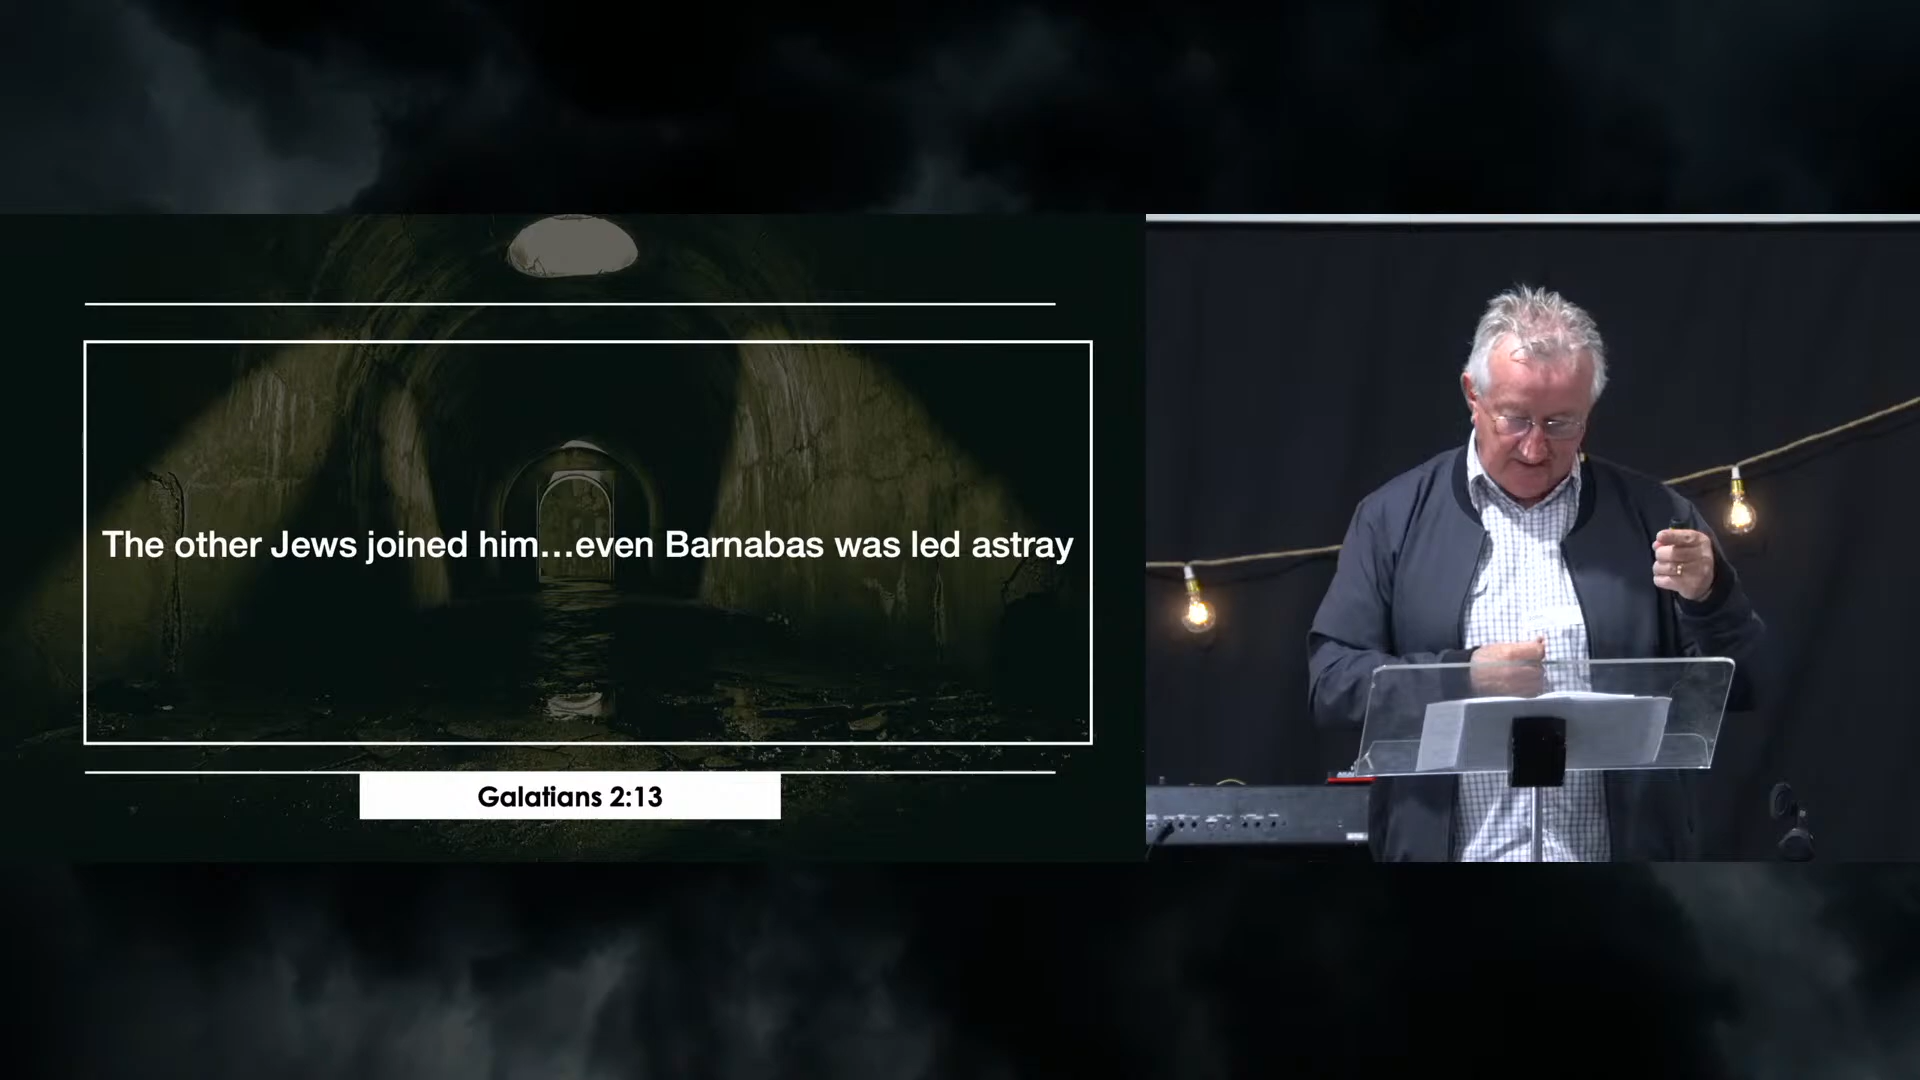 The other Jews joined him...even Barnabas was led astray
Galatians 2:13